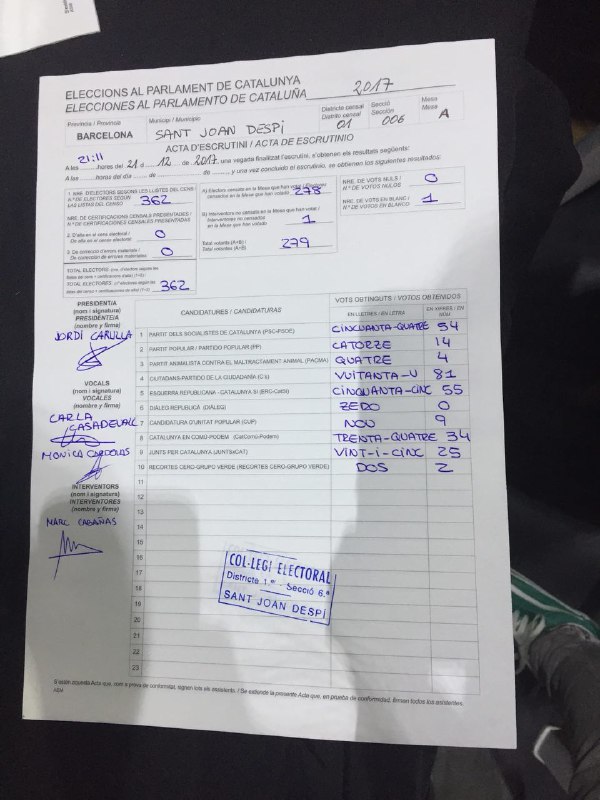 ELECCIONS AL PARLAMENT DE CATALUNYA
ELECCIONES AL PARLAMENTO DE CATALUÑA 2017
Província / Provincia
BARCELONA
Municipi / Municipio
SANT JOAN DESPÍ
Districte censal
Distrito censal
01
Secció
Sección
006
Mesa
Mesa
A
ACTA D'ESCRUTINI / ACTA DE ESCRUTINIO
A les 21:11 hores del 21 d 12 de 2017, una vegada finalitzat l'escrutini, s'obtenen els resultats següents:
A las horas del de de , y una vez concluido el escrutinio, se obtienen los siguientes resultados:
1. NRE. D'ELECTORS SEGONS LES LLISTES DEL CENS
N.º DE ELECTORES SEGÚN
LAS LISTAS DEL CENSO 362
NRE. DE CERTIFICACIONS CENSALS PRESENTADES /
N.º DE CERTIFICACIONES CENSALES PRESENTADAS
2. D'alta en el cens electoral /
De alta en el censo electoral 0
3. De correcció d'errors materials /
De corrección de errores materiales 0
TOTAL ELECTORS
TOTAL ELECTORES 362
A) Electors censats en la Mesa que han votat /
Electores censados en la Mesa que han votado 278
B) Interventors no censats en la Mesa que han votat /
Interventores no censados
en la Mesa que han votado 1
Total votants (A+B) /
Total votantes (A+B) 279
NRE. DE VOTS NULS /
N.º DE VOTOS NULOS 0
NRE. DE VOTS EN BLANC /
N.º DE VOTOS EN BLANCO 1
PRESIDENT/A
(nom i signatura)
PRESIDENTE/A
(nombre y firma)
JORDI CARULLA
VOCALS
(nom i signatura)
VOCALES
(nombre y firma)
CARLA
MONICA
INTERVENTORS
(nom i signatura)
INTERVENTORES
(nombre y firma)
MARC CABAÑAS
CANDIDATURES / CANDIDATURAS
VOTS OBTINGUTS / VOTOS OBTENIDOS
EN LLETRES / EN LETRA
EN XIFRES / EN NÚM.
1 PARTIT DELS SOCIALISTES DE CATALUNYA (PSC-PSOE) CINCUANTA-QUATRE 54
2 PARTIT POPULAR / PARTIDO POPULAR (PP) CATORZE 14
3 PARTIT ANIMALISTA CONTRA EL MALTRACTAMENT ANIMAL (PACMA) QUATRE 4
4 CIUTADANS-PARTIDO DE LA CIUDADANÍA (C's) VUITANTA-U 81
5 ESQUERRA REPUBLICANA - CATALUNYA SÍ (ERC-CatSí) CINQUANTA-CINC 55
6 DIÀLEG REPUBLICÀ (DIÀLEG) ZERO 0
7 CANDIDATURA D'UNITAT POPULAR (CUP) NOU 9
8 CATALUNYA EN COMÚ-PODEM (CatComú-Podem) TRENTA-QUATRE 34
9 JUNTS PER CATALUNYA (JUNTSxCAT) VINT-I-CINC 25
10 RECORTES CERO-GRUPO VERDE (RECORTES CERO-GRUPO VERDE) DOS 2
11
12
13
14
15
16
17
18
19
20
21
22
23
COL·LEGI ELECTORAL
Districte 1.er - Secció 6.ª
SANT JOAN DESPÍ
S'estén aquesta Acta que, com a prova de conformitat, signen tots els assistents. / Se extiende la presente Acta que, en prueba de conformidad, firman todos los asistentes.